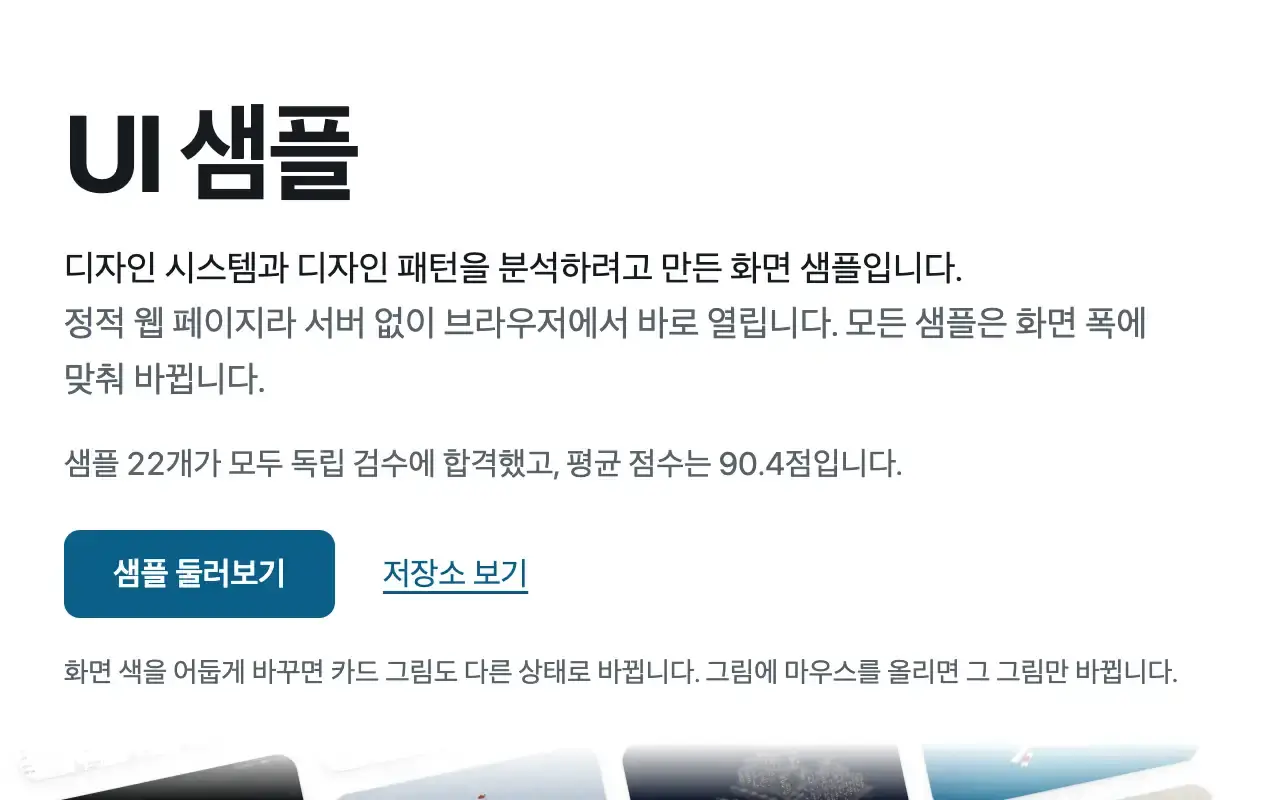 UI 샘플
디자인 시스템과 디자인 패턴을 분석하려고 만든 화면 샘플입니다.
정적 웹 페이지라 서버 없이 브라우저에서 바로 열립니다. 모든 샘플은 화면 폭에
맞춰 바뀝니다.
샘플 22개가 모두 독립 검수에 합격했고, 평균 점수는 90.4점입니다.
샘플 둘러보기
저장소 보기
화면 색을 어둡게 바꾸면 카드 그림도 다른 상태로 바뀝니다. 그림에 마우스를 올리면 그 그림만 바뀝니다.